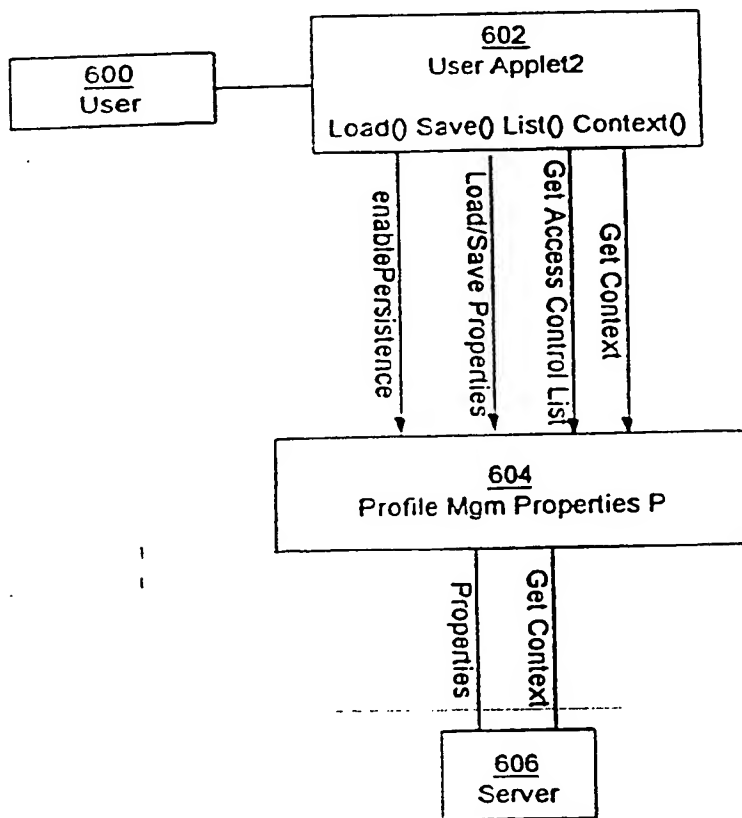 600
User
602
User Applet2
Load() Save() List() Context()
enablePersistence
Load/Save Properties
Get Access Control List
Get Context
604
Profile Mgm Properties P
Properties
Get Context
606
Server